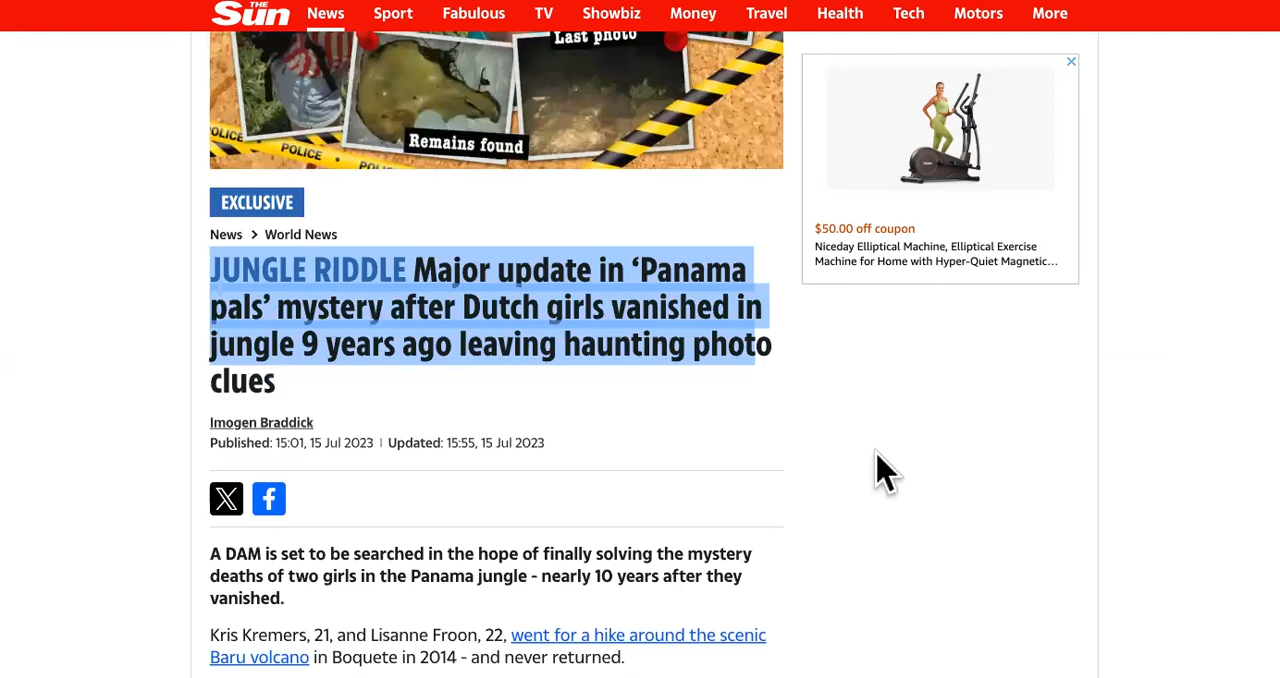 THE Sun News Sport Fabulous TV Showbiz Money Travel Health Tech Motors More
Last photo
POLICE
POLICE
Remains found
EXCLUSIVE
News > World News
JUNGLE RIDDLE Major update in ‘Panama
pals’ mystery after Dutch girls vanished in
jungle 9 years ago leaving haunting photo
clues
Imogen Braddick
Published: 15:01, 15 Jul 2023 | Updated: 15:55, 15 Jul 2023
A DAM is set to be searched in the hope of finally solving the mystery
deaths of two girls in the Panama jungle - nearly 10 years after they
vanished.
Kris Kremers, 21, and Lisanne Froon, 22, went for a hike around the scenic
Baru volcano in Boquete in 2014 - and never returned.
$50.00 off coupon
Niceday Elliptical Machine, Elliptical Exercise
Machine for Home with Hyper-Quiet Magnetic...